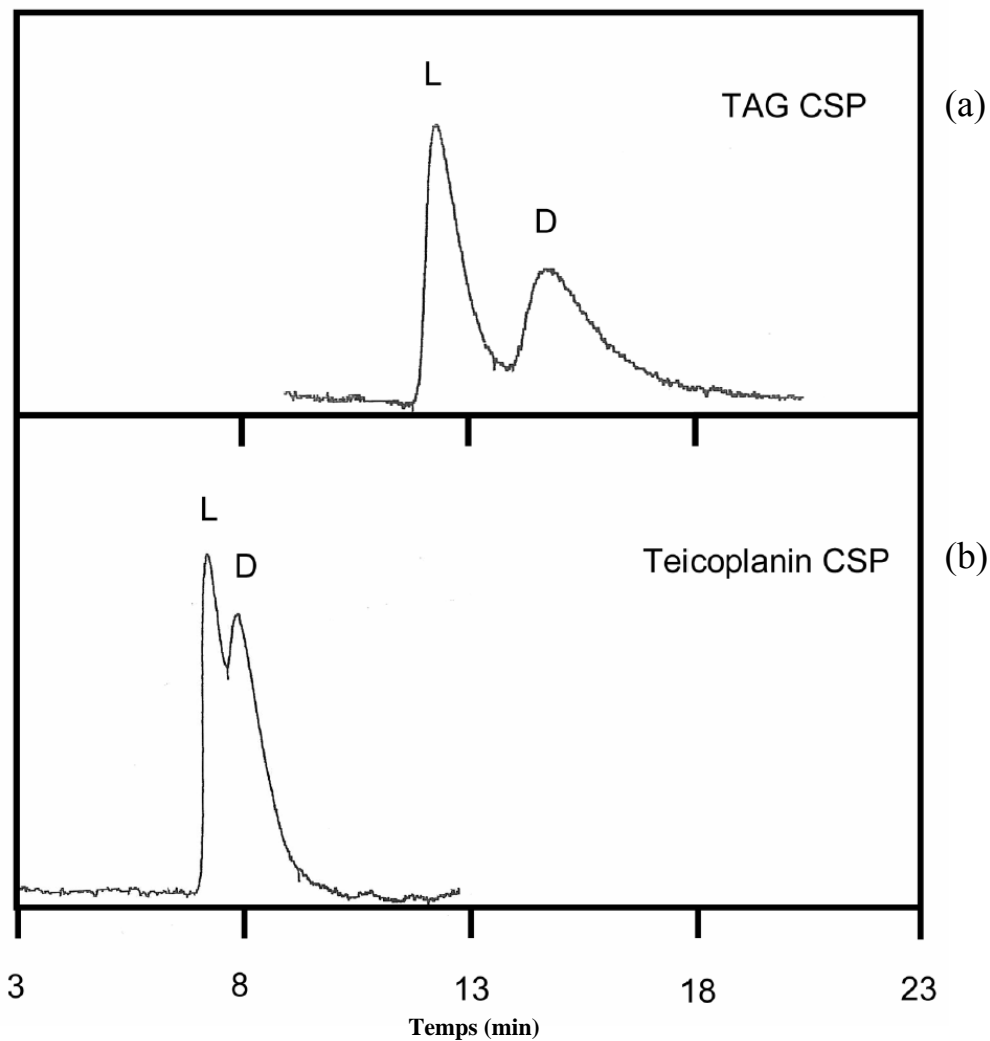 L
TAG CSP
(a)
D
L
D
Teicoplanin CSP
(b)
3 8 13 18 23
Temps (min)